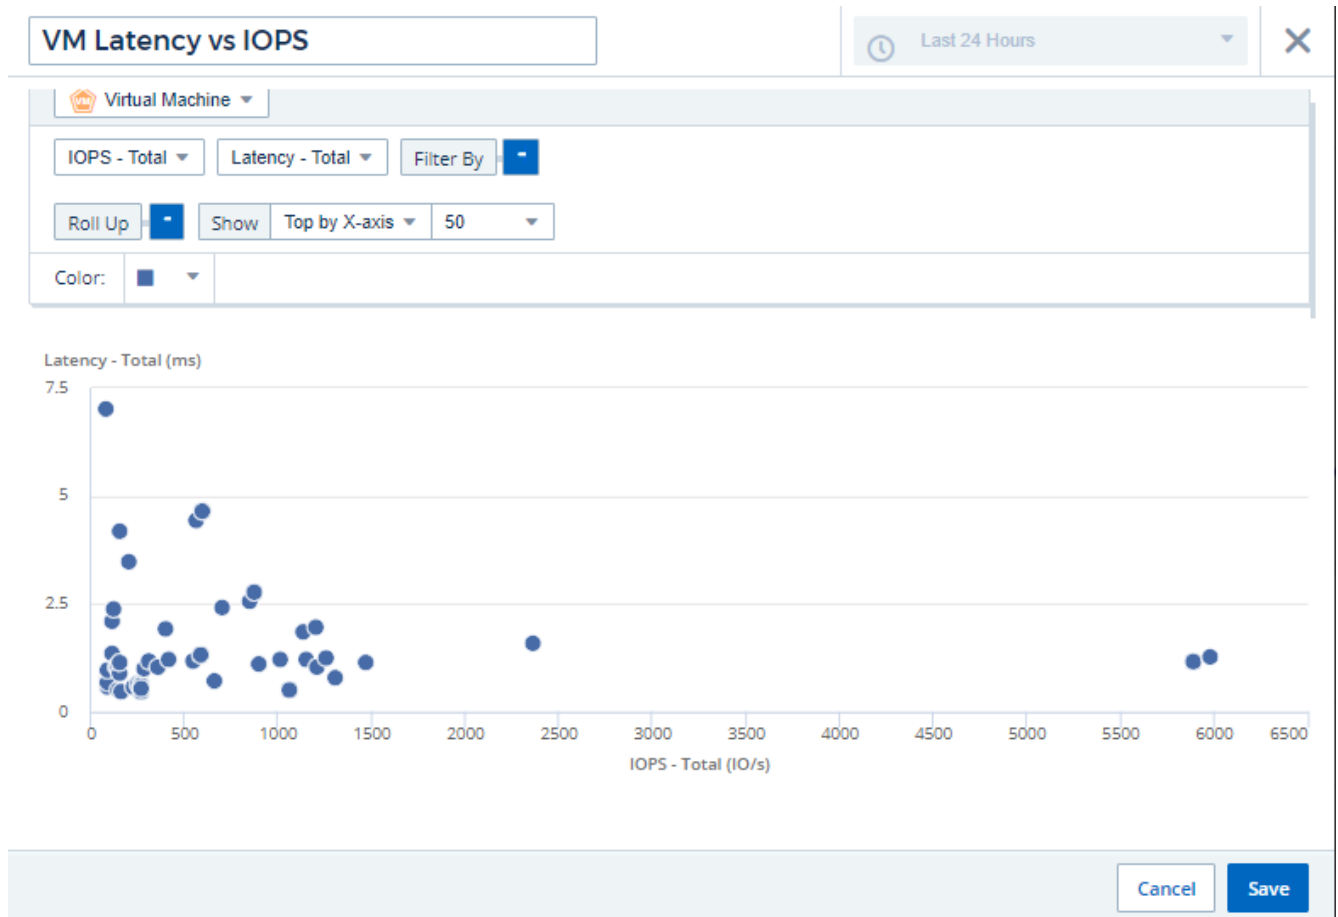 VM Latency vs IOPS
Last 24 Hours
VM Virtual Machine
IOPS - Total Latency - Total Filter By -
Roll Up - Show Top by X-axis 50
Color:
Latency - Total (ms)
7.5
5
2.5
0
0 500 1000 1500 2000 2500 3000 3500 4000 4500 5000 5500 6000 6500
IOPS - Total (IO/s)
Cancel Save